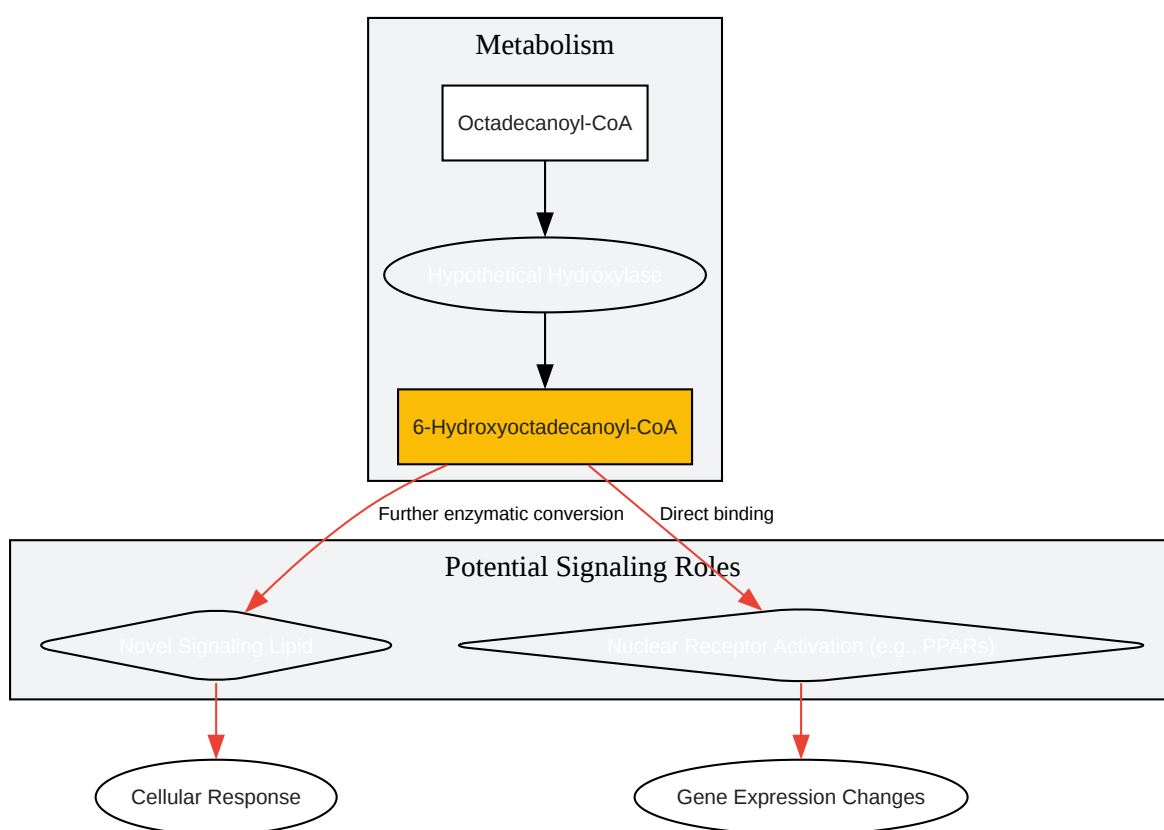 Metabolism
Octadecanoyl-CoA
Hypothetical Hydroxylase
6-Hydroxyoctadecanoyl-CoA
Further enzymatic conversion
Direct binding
Potential Signaling Roles
Novel Signaling Lipid
Nuclear Receptor Activation (e.g., PPARs)
Cellular Response
Gene Expression Changes